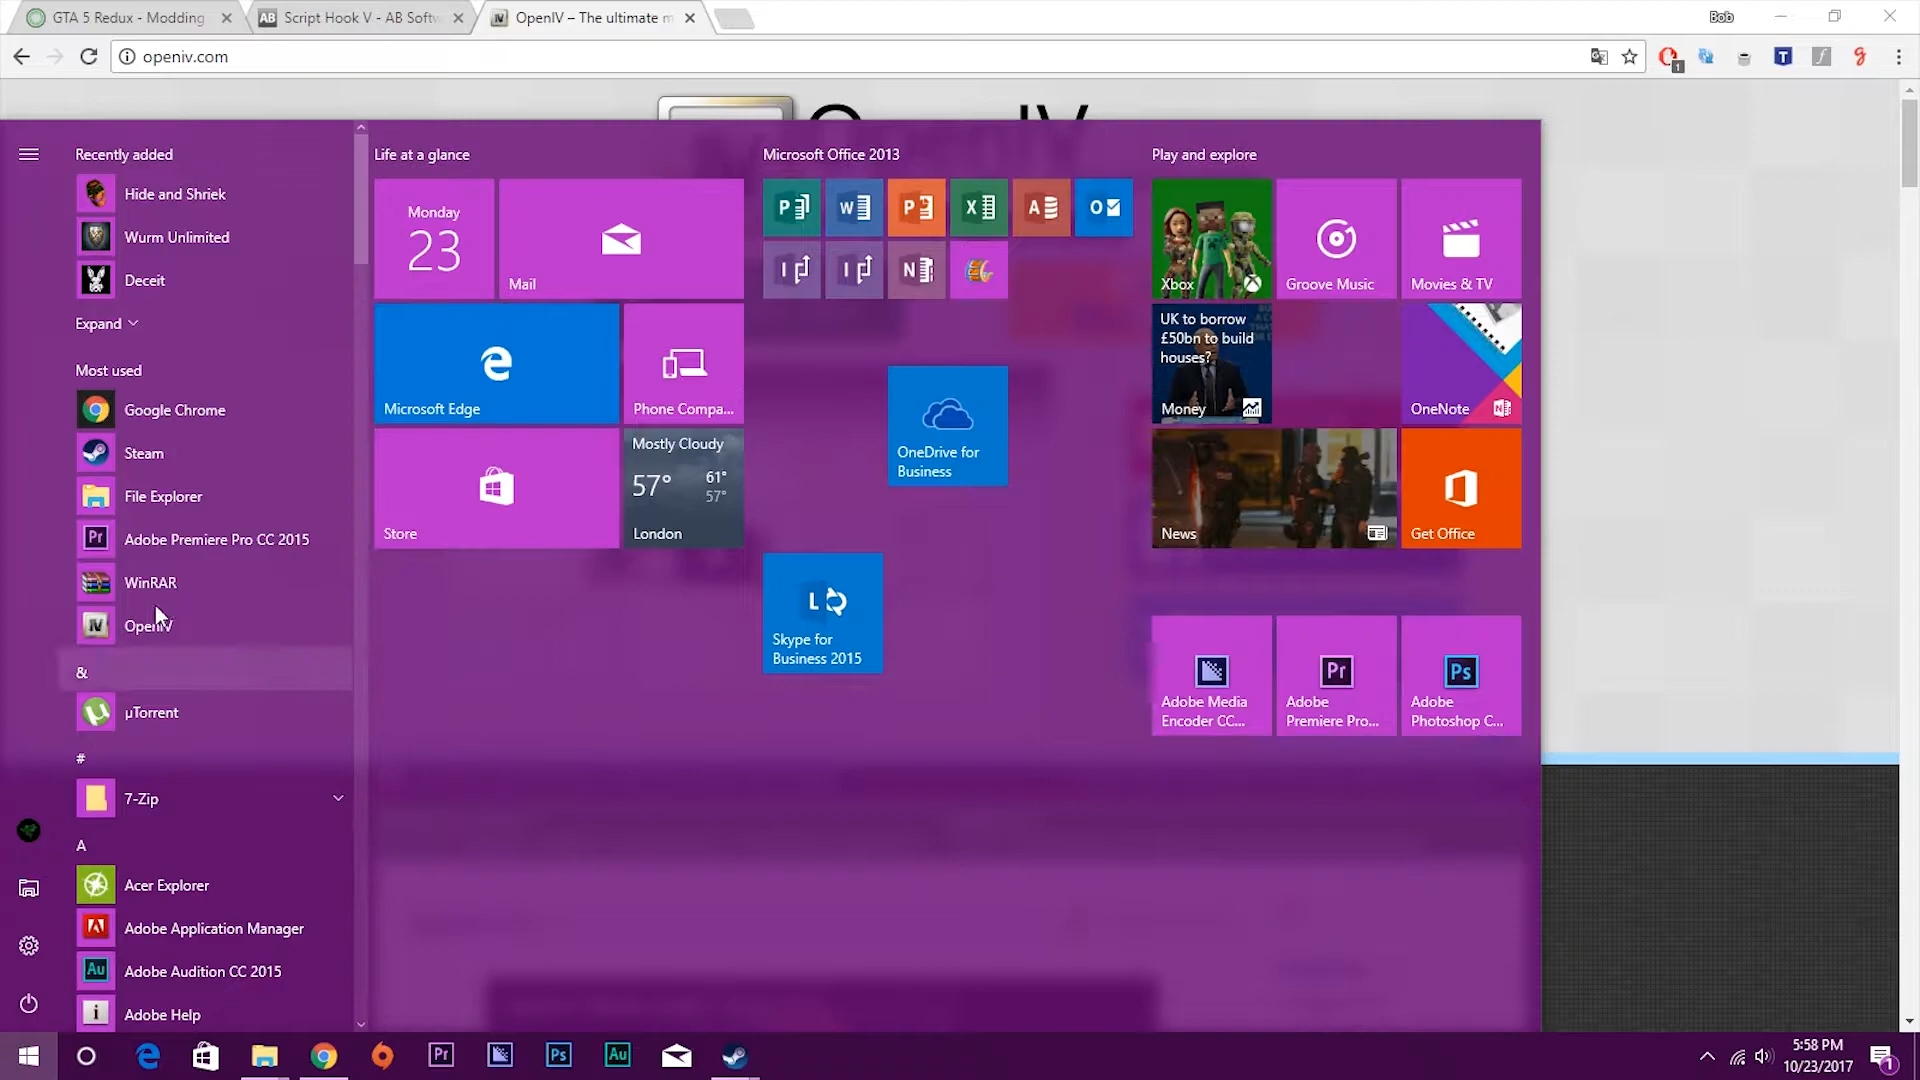 GTA 5 Redux - Modding
Script Hook V - AB Softw
OpenIV – The ultimate m
Bob
openiv.com
1
OpenIV
Recently added
Hide and Shriek
Wurm Unlimited
Deceit
Expand
Most used
Google Chrome
Steam
File Explorer
Adobe Premiere Pro CC 2015
WinRAR
OpenIV
&
µTorrent
#
7-Zip
A
Acer Explorer
Adobe Application Manager
Adobe Audition CC 2015
Adobe Help
Life at a glance
Monday
23
Mail
Microsoft Edge
Phone Compa...
Store
Mostly Cloudy
57° 61°
57°
London
Microsoft Office 2013
OneDrive for
Business
Skype for
Business 2015
Play and explore
Xbox
Groove Music
Movies & TV
UK to borrow
£50bn to build
houses?
Money
OneNote
News
Get Office
Adobe Media
Encoder CC...
Adobe
Premiere Pro...
Adobe
Photoshop C...
5:58 PM
10/23/2017
1